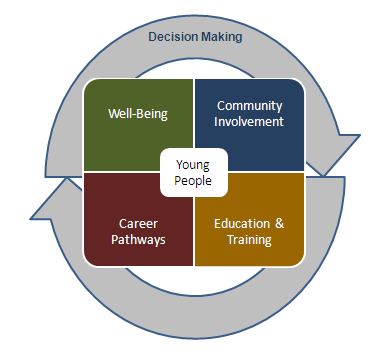 Decision Making
Well-Being
Community
Involvement
Young
People
Career
Pathways
Education &
Training